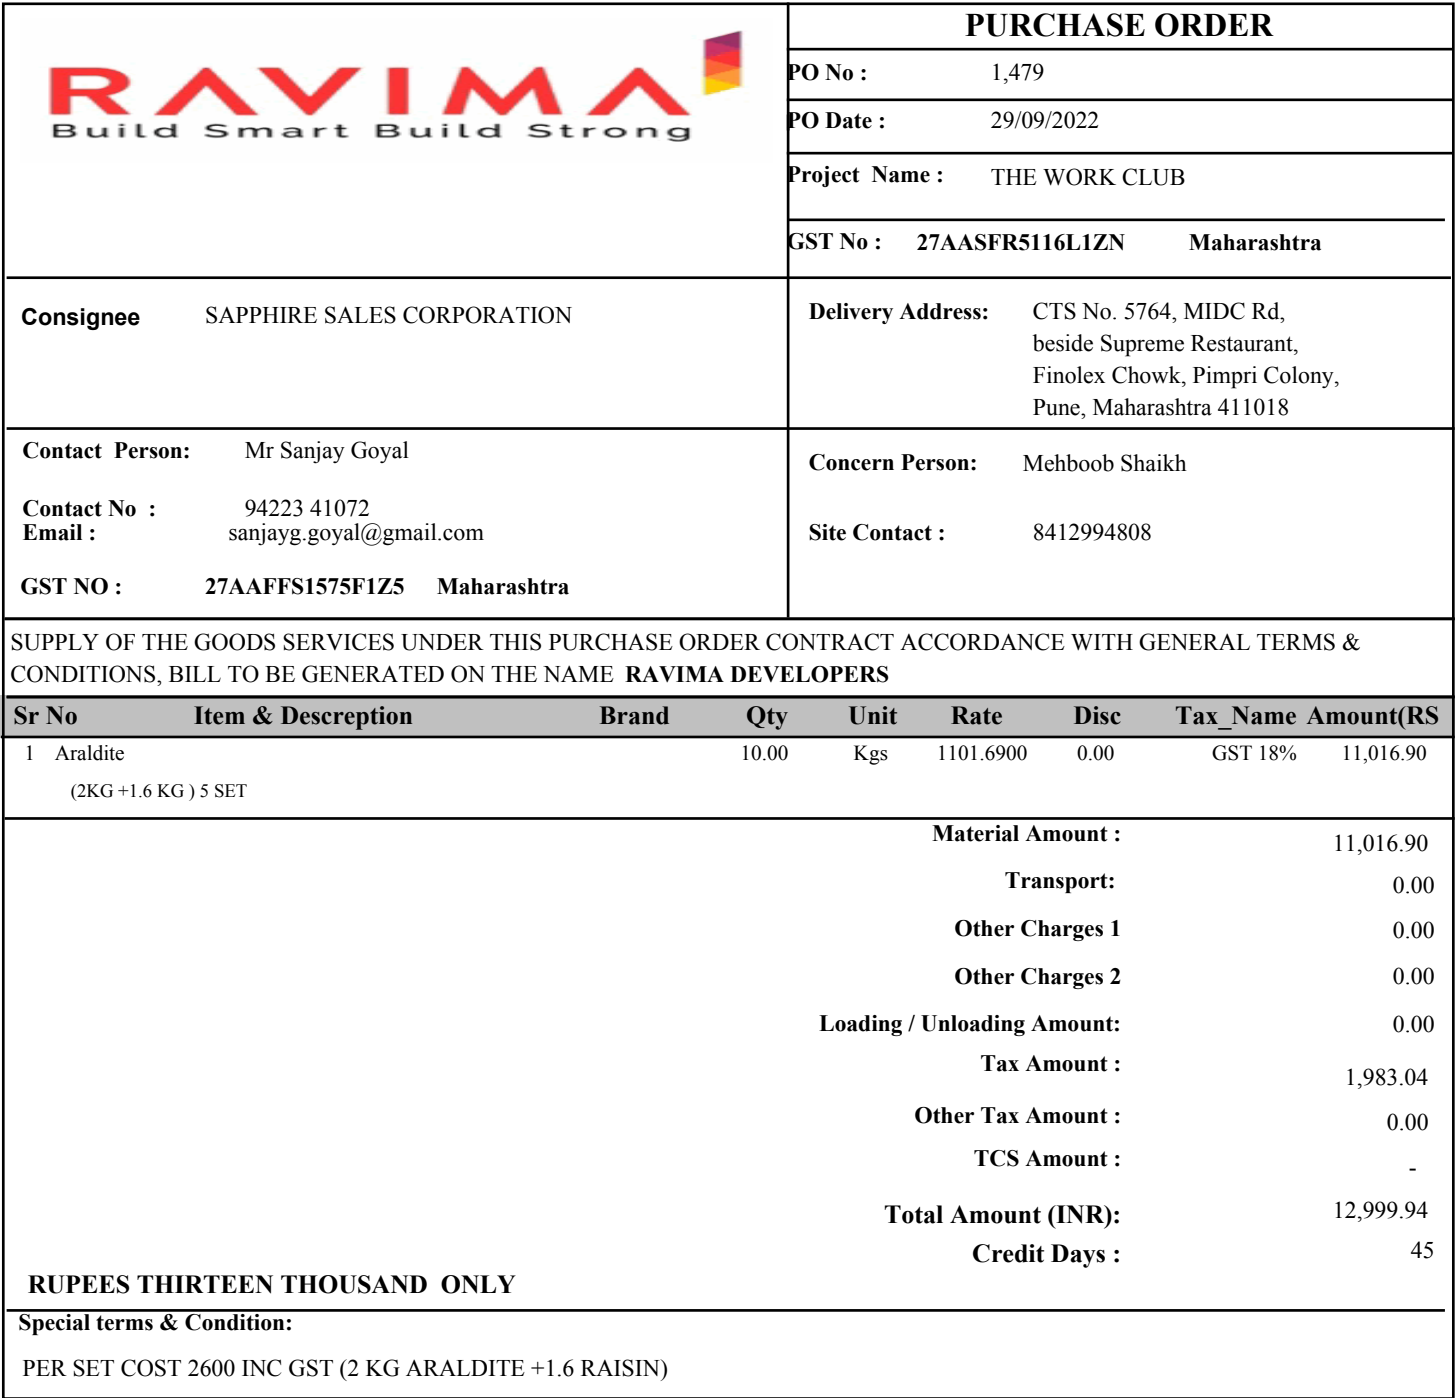 RAVIMA
Build Smart Build Strong
PURCHASE ORDER
PO No : 1,479
PO Date : 29/09/2022
Project Name : THE WORK CLUB
GST No : 27AASFR5116L1ZN Maharashtra
Consignee SAPPHIRE SALES CORPORATION
Delivery Address: CTS No. 5764, MIDC Rd,
beside Supreme Restaurant,
Finolex Chowk, Pimpri Colony,
Pune, Maharashtra 411018
Contact Person: Mr Sanjay Goyal
Contact No : 94223 41072
Email : sanjayg.goyal@gmail.com
GST NO : 27AAFFS1575F1Z5 Maharashtra
Concern Person: Mehboob Shaikh
Site Contact : 8412994808
SUPPLY OF THE GOODS SERVICES UNDER THIS PURCHASE ORDER CONTRACT ACCORDANCE WITH GENERAL TERMS &
CONDITIONS, BILL TO BE GENERATED ON THE NAME RAVIMA DEVELOPERS
Sr No Item & Descreption Brand Qty Unit Rate Disc Tax_Name Amount(RS
1 Araldite 10.00 Kgs 1101.6900 0.00 GST 18% 11,016.90
(2KG +1.6 KG ) 5 SET
Material Amount : 11,016.90
Transport: 0.00
Other Charges 1 0.00
Other Charges 2 0.00
Loading / Unloading Amount: 0.00
Tax Amount : 1,983.04
Other Tax Amount : 0.00
TCS Amount : -
Total Amount (INR): 12,999.94
Credit Days : 45
RUPEES THIRTEEN THOUSAND ONLY
Special terms & Condition:
PER SET COST 2600 INC GST (2 KG ARALDITE +1.6 RAISIN)